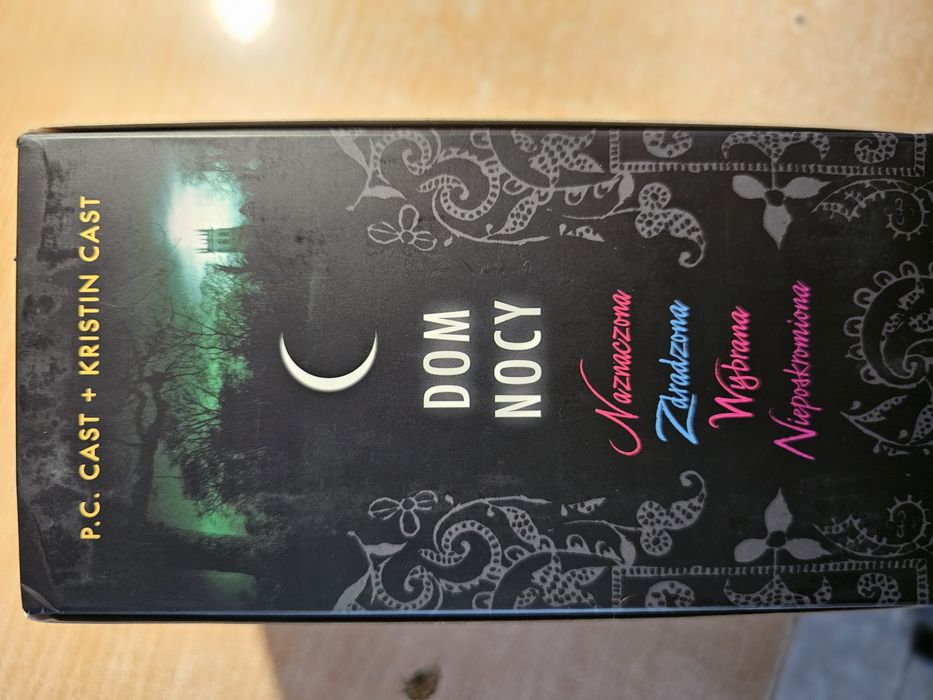 P.C. CAST + KRISTIN CAST
DOM
NOCY
Naznaczona
Zdradzona
Wybrana
Nieposkromiona